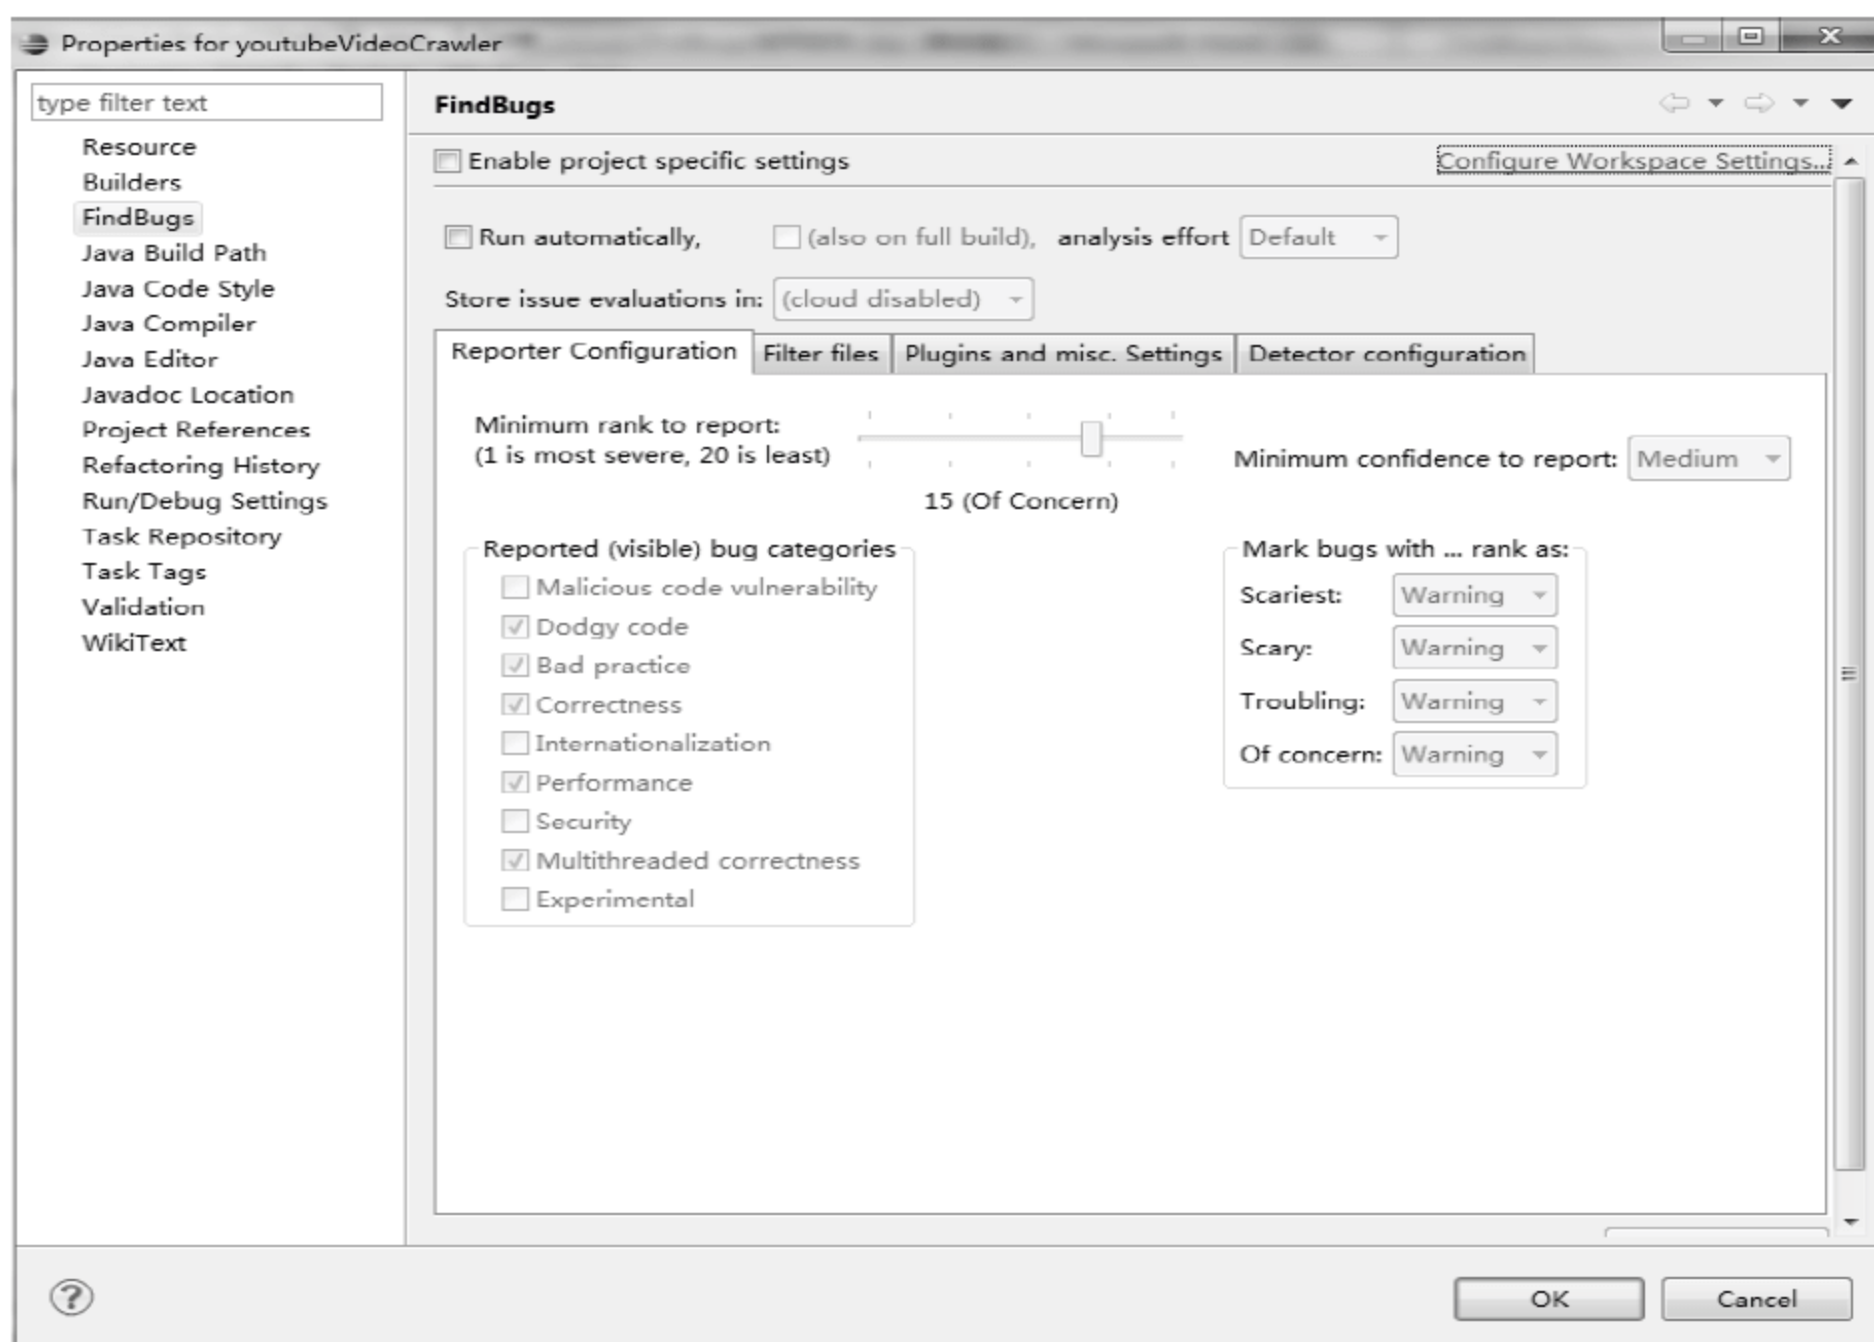 Properties for youtubeVideoCrawler
type filter text
Resource
Builders
FindBugs
Java Build Path
Java Code Style
Java Compiler
Java Editor
Javadoc Location
Project References
Refactoring History
Run/Debug Settings
Task Repository
Task Tags
Validation
WikiText
FindBugs
Enable project specific settings
Configure Workspace Settings...
Run automatically, (also on full build), analysis effort Default
Store issue evaluations in: (cloud disabled)
Reporter Configuration Filter files Plugins and misc. Settings Detector configuration
Minimum rank to report:
(1 is most severe, 20 is least)
15 (Of Concern)
Minimum confidence to report: Medium
Reported (visible) bug categories
Malicious code vulnerability
Dodgy code
Bad practice
Correctness
Internationalization
Performance
Security
Multithreaded correctness
Experimental
Mark bugs with ... rank as:
Scariest: Warning
Scary: Warning
Troubling: Warning
Of concern: Warning
?
OK Cancel